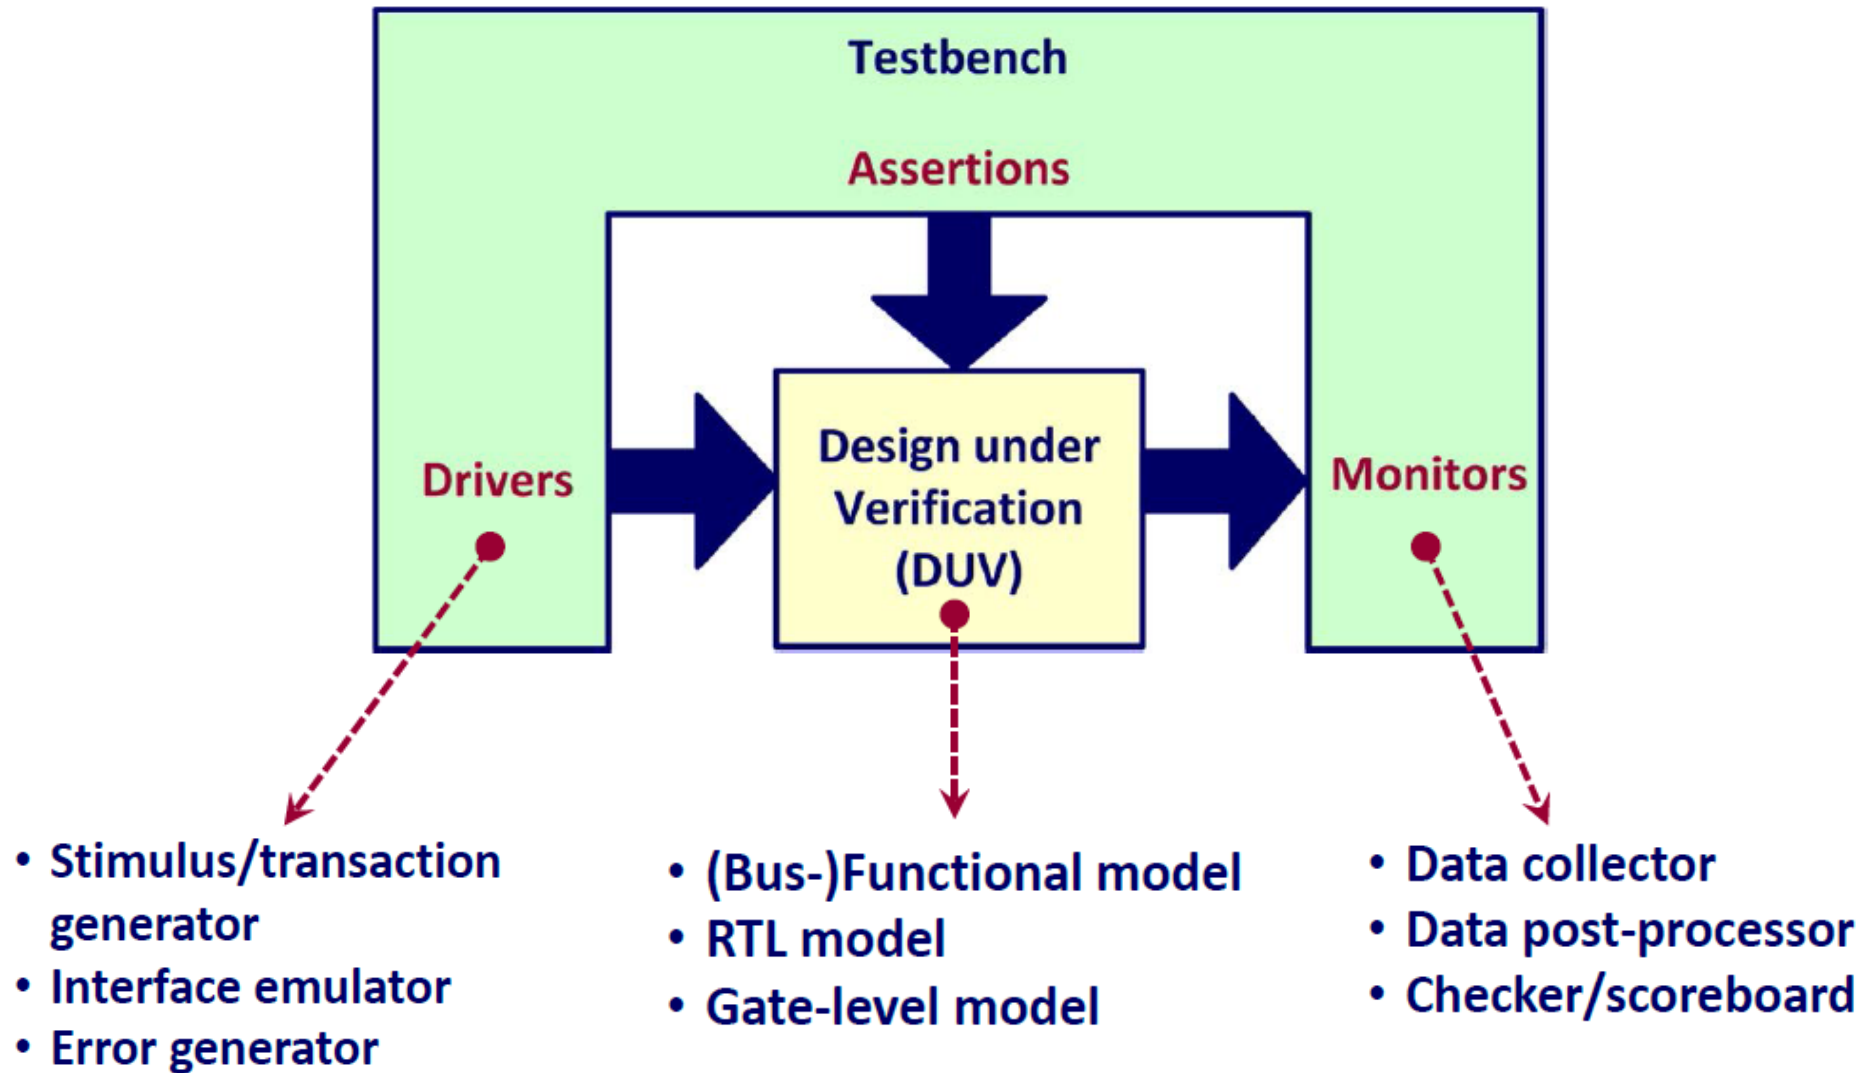 Testbench
Assertions
Drivers
Design under
Verification
(DUV)
Monitors
• Stimulus/transaction
generator
• Interface emulator
• Error generator
• (Bus-)Functional model
• RTL model
• Gate-level model
• Data collector
• Data post-processor
• Checker/scoreboard